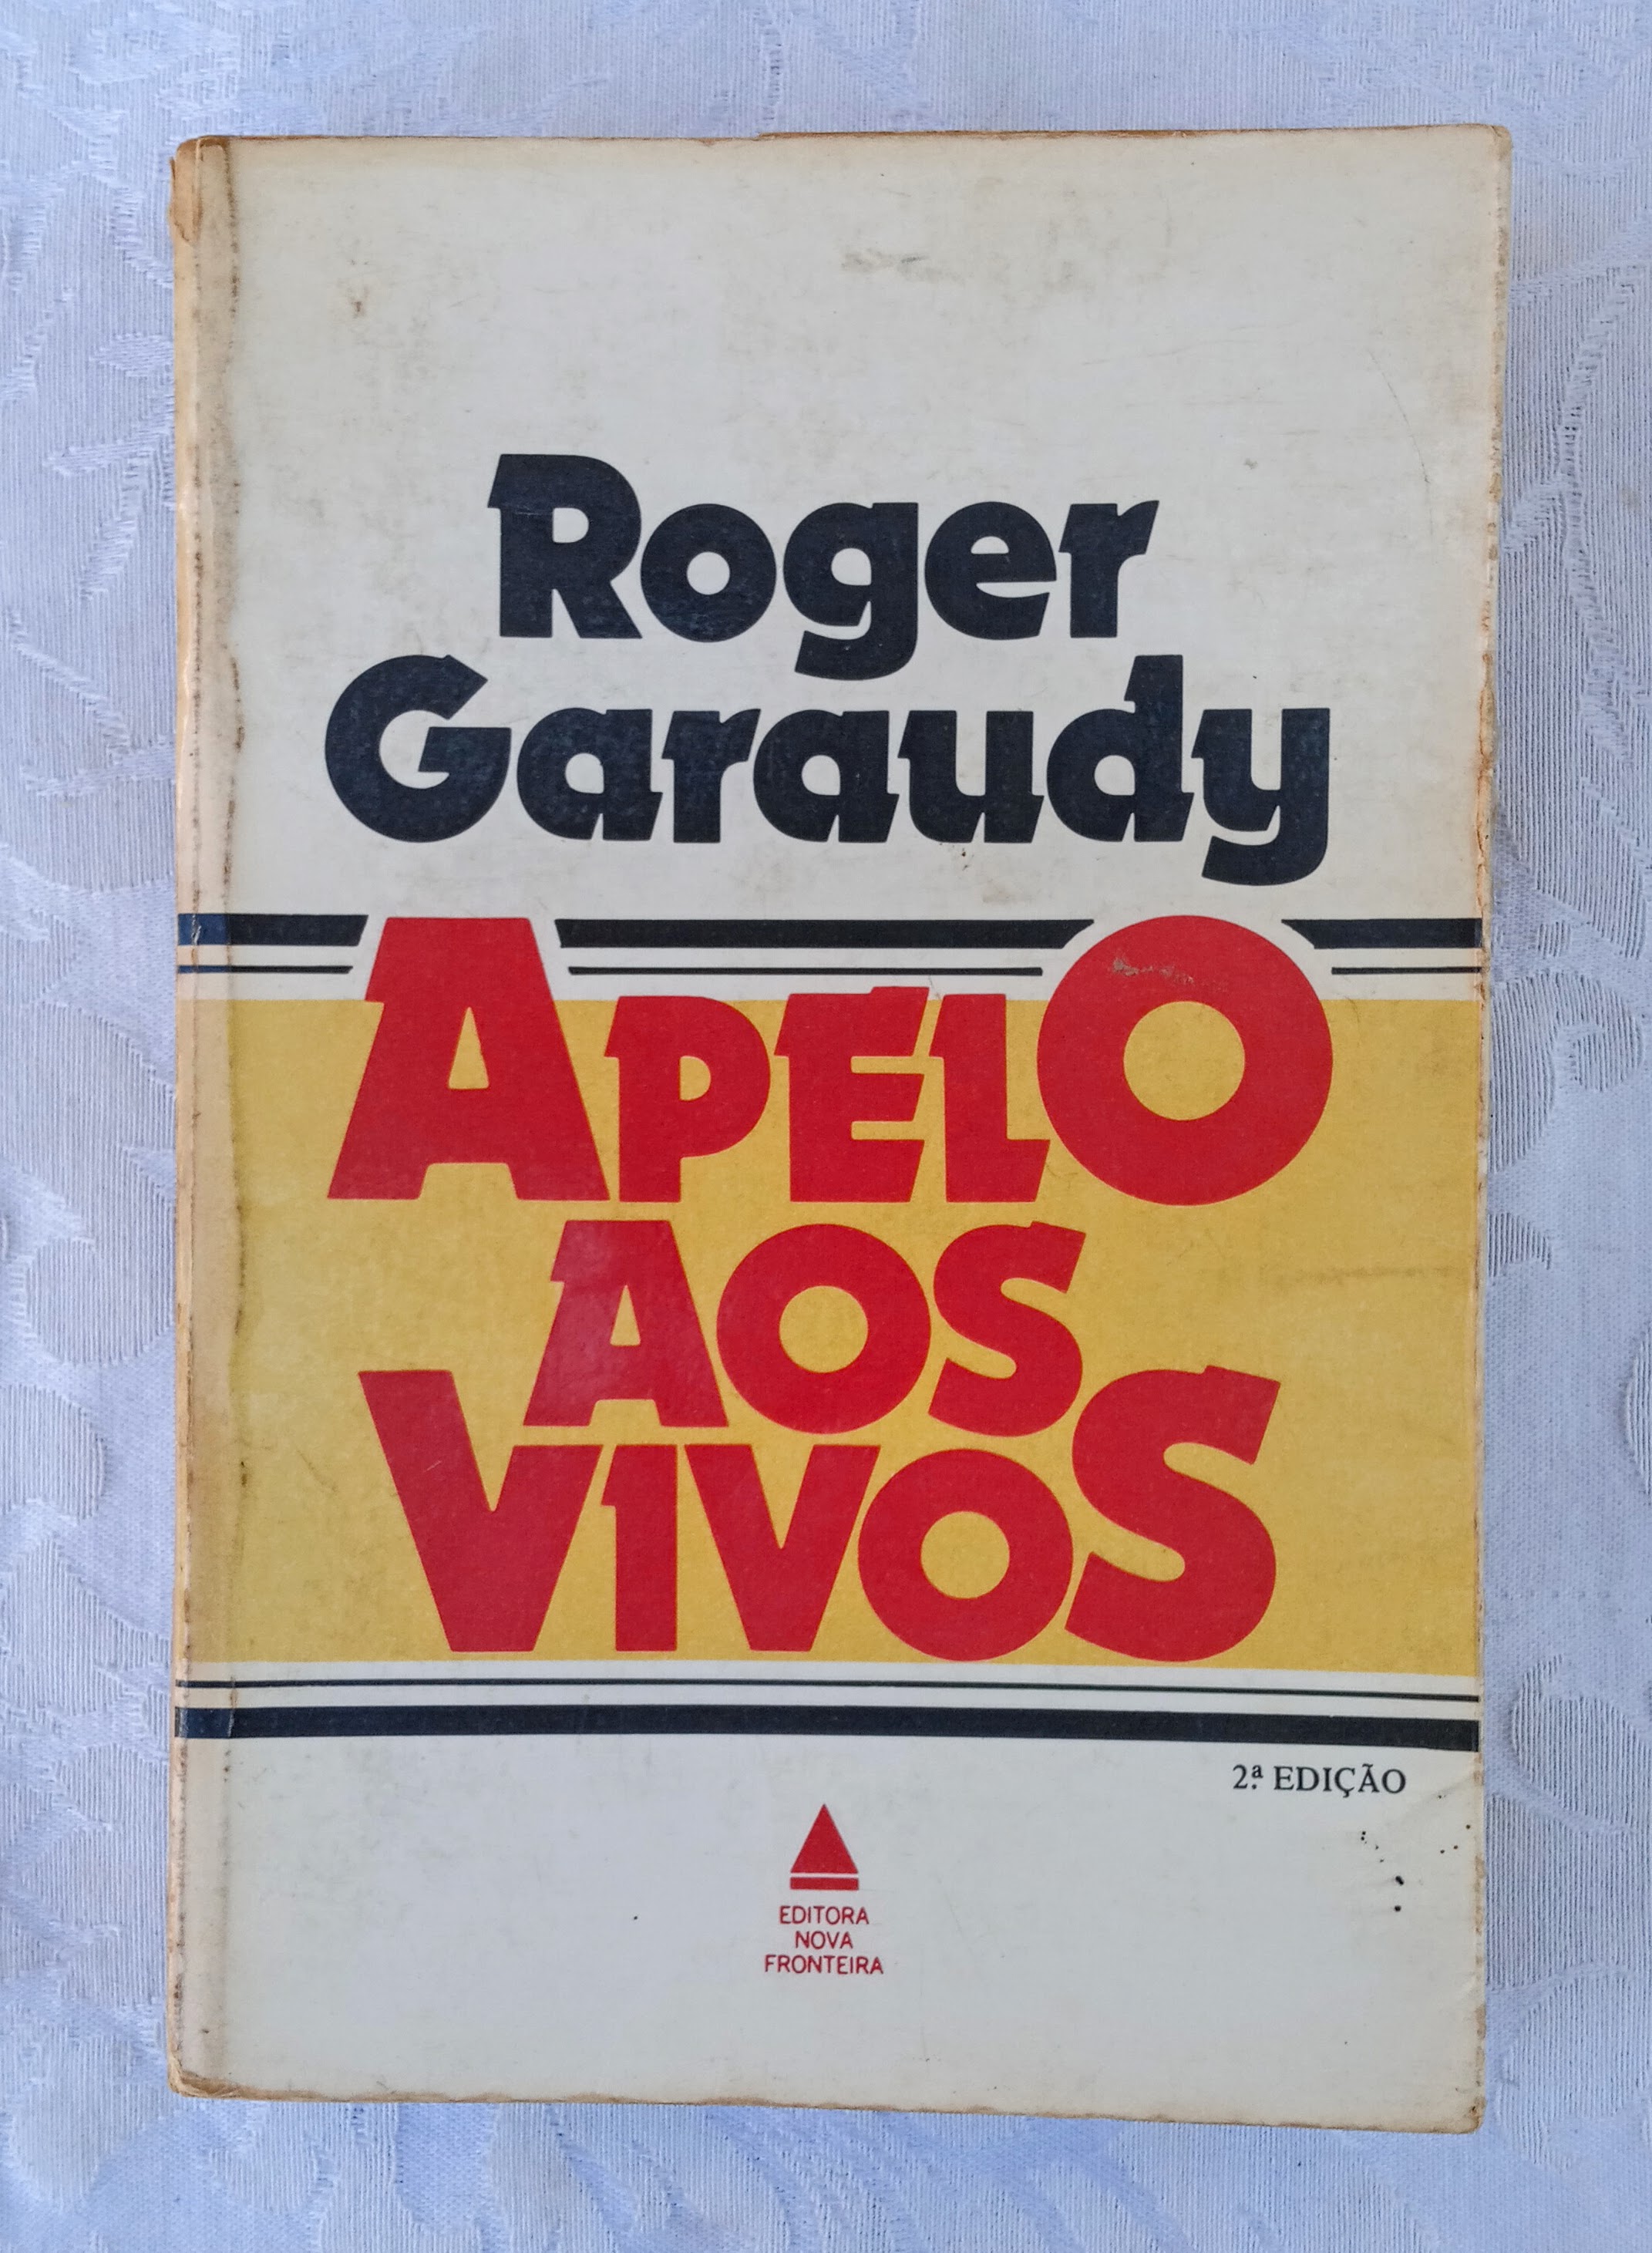 Roger
Garaudy
APELO
AOS
VIVOS
2.ª EDIÇÃO
EDITORA
NOVA
FRONTEIRA